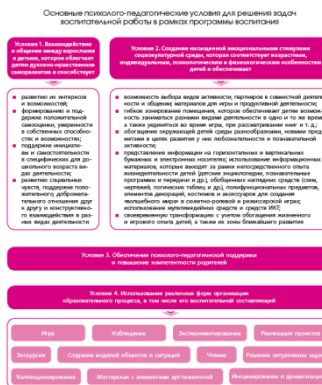 Основные психолого-педагогические условия для решения задач
воспитательной работы в рамках программы воспитания
Условие 1. Взаимодействие
и общение между взрослыми
и детьми, которое облегчает
детям духовно-нравственное
саморазвитие и способствует
Условие 2. Создание насыщенной эмоциональными стимулами
социокультурной среды, которая соответствует возрастным,
индивидуальным, психологическим и физиологическим особенностям
детей и обеспечивает
развитию их интересов
и возможностей;
формированию и под-
держке положительной
самооценки, уверенности
в собственных способно-
стях и возможностях;
поддержке инициатив-
ы и самостоятельности
в специфических для до-
школьного возраста ви-
дах деятельности;
развитию социальных
чувств, поддержке поло-
жительного, доброжела-
тельного отношения друг
к другу и конструктивно-
го взаимодействия в раз-
ных видах деятельности
возможность выбора видов активности, партнеров в совместной деятель-
ности и общении; материалов для игры и продуктивной деятельности;
гибкое зонирование помещения, которое обеспечивает детям возмож-
ность заниматься разными видами деятельности в одно и то же время,
а также уединяться во время игры, при рассматривании книг и т. д.;
обогащение окружающей детей среды разнообразными, новыми пред-
метами в целях развития у них любознательности и познавательной
активности;
представление информации на горизонтальных и вертикальных
бумажных и электронных носителях; использование информационных
материалов, которые выходят за рамки непосредственного опыта
жизнедеятельности детей (детские энциклопедии, познавательные
программы и передачи и др.), обобщенных наглядных средств (схем,
чертежей, логических таблиц и др.), полифункциональных предметов,
элементов декораций, костюмов и аксессуаров для создания
«волшебного мира» в сюжетно-ролевой и режиссерской играх;
использование мультимедийных средств и средств ИКТ;
своевременную трансформацию с учетом обогащения жизненного
и игрового опыта детей, а также из зоны ближайшего развития
Условие 3. Обеспечение психолого-педагогической поддержки
и повышение компетентности родителей
Условие 4. Использование различных форм организации
образовательного процесса, в том числе его воспитательной составляющей
Игра
Наблюдение
Экспериментирование
Реализация проектов
Экскурсия
Создание моделей объектов и ситуаций
Чтение
Решение ситуативных задач
Коллекционирование
Мастерская с элементами арт-технологий
Инсценирование и драматизация